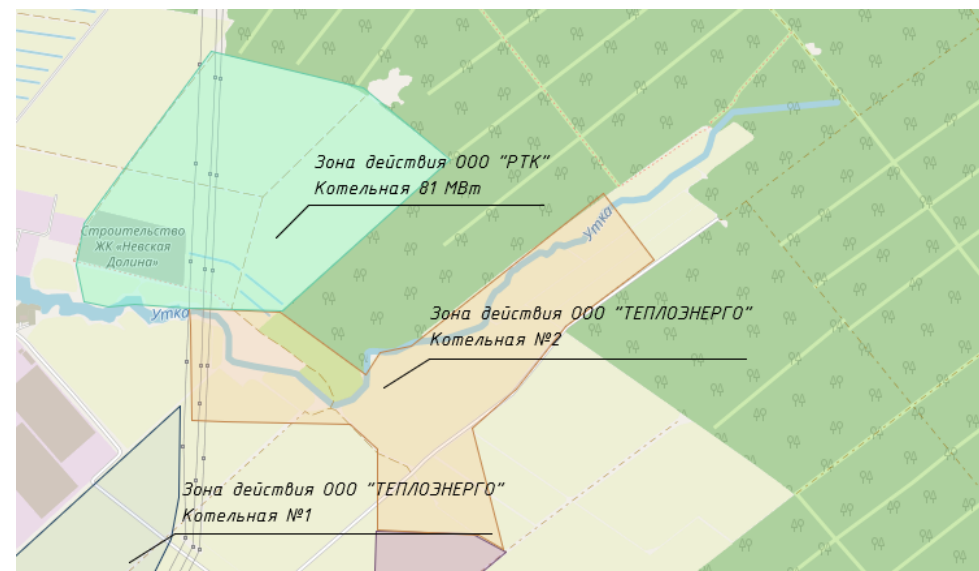 Зона действия ООО "РТК"
Котельная 81 МВт
Строительство
ЖК «Невская
Долина»
Утка
Утка
Зона действия ООО "ТЕПЛОЭНЕРГО"
Котельная №2
Зона действия ООО "ТЕПЛОЭНЕРГО"
Котельная №1